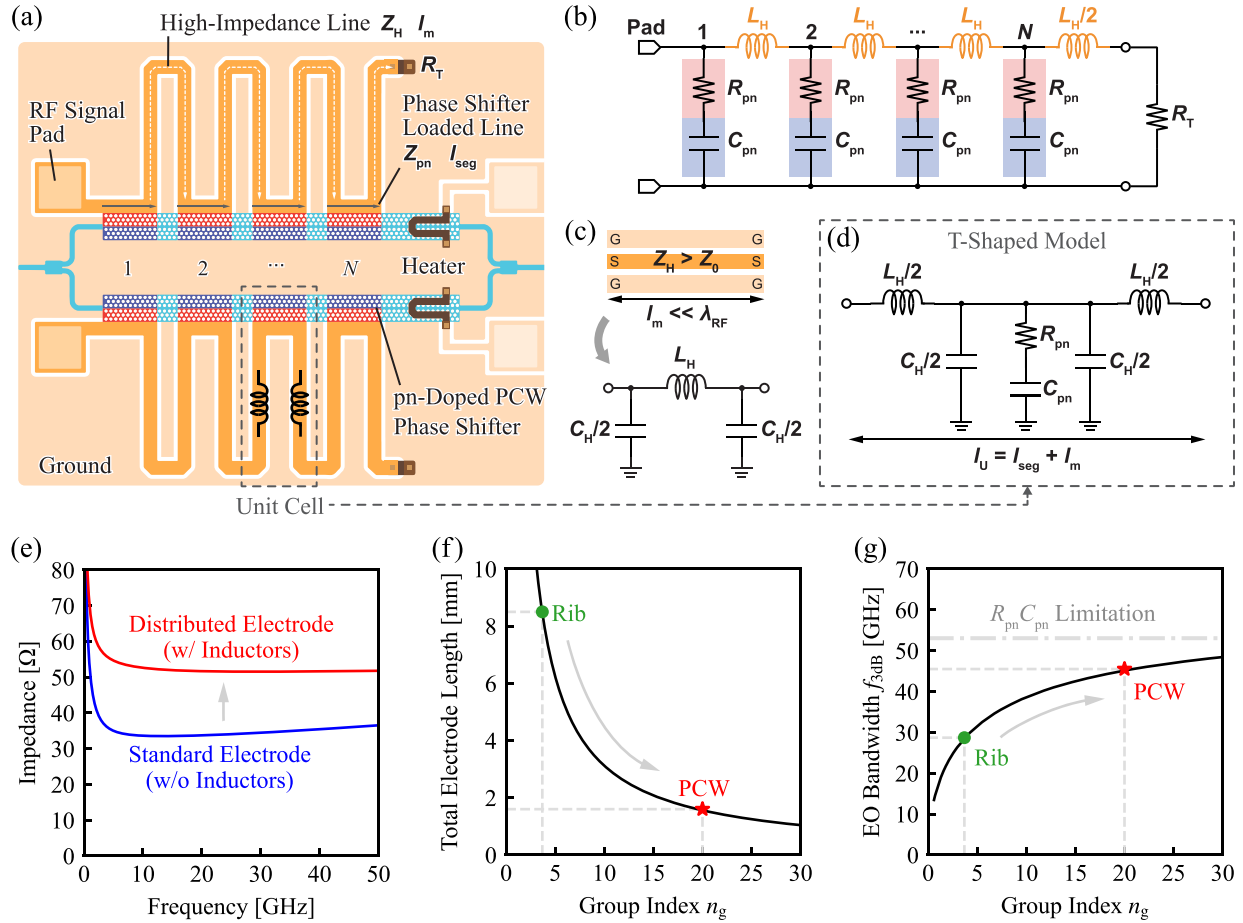 (a)
High-Impedance Line Z_H l_m
R_T
RF Signal
Pad
Phase Shifter
Loaded Line
Z_pn l_seg
1 2 ... N Heater
pn-Doped PCW
Phase Shifter
Ground
Unit Cell
(b)
Pad 1 L_H 2 L_H ... L_H N L_H/2
R_pn R_pn R_pn R_pn
C_pn C_pn C_pn C_pn
R_T
(c)
G G
S Z_H > Z_0 S
G G
l_m << λ_RF
L_H
C_H/2 C_H/2
(d)
T-Shaped Model
L_H/2 L_H/2
R_pn
C_H/2 C_H/2
C_pn
l_U = l_seg + l_m
(e)
Impedance [Ω]
80
70
60
50
40
30
20
10
0
Distributed Electrode
(w/ Inductors)
Standard Electrode
(w/o Inductors)
0 10 20 30 40 50
Frequency [GHz]
(f)
Total Electrode Length [mm]
10
8
6
4
2
0
Rib
PCW
0 5 10 15 20 25 30
Group Index n_g
(g)
EO Bandwidth f_3dB [GHz]
70
60
50
40
30
20
10
0
R_pn C_pn Limitation
PCW
Rib
0 5 10 15 20 25 30
Group Index n_g